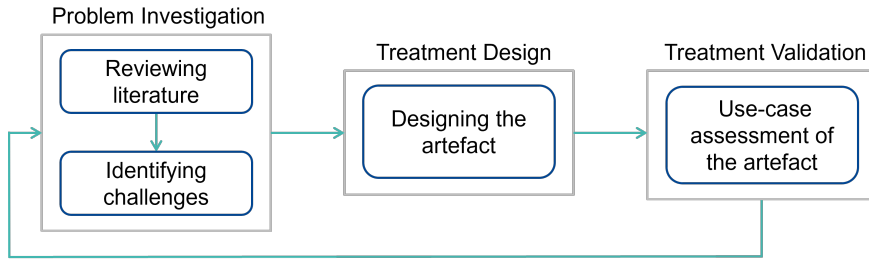 Problem Investigation
Reviewing
literature
Identifying
challenges
Treatment Design
Designing the
artefact
Treatment Validation
Use-case
assessment of
the artefact